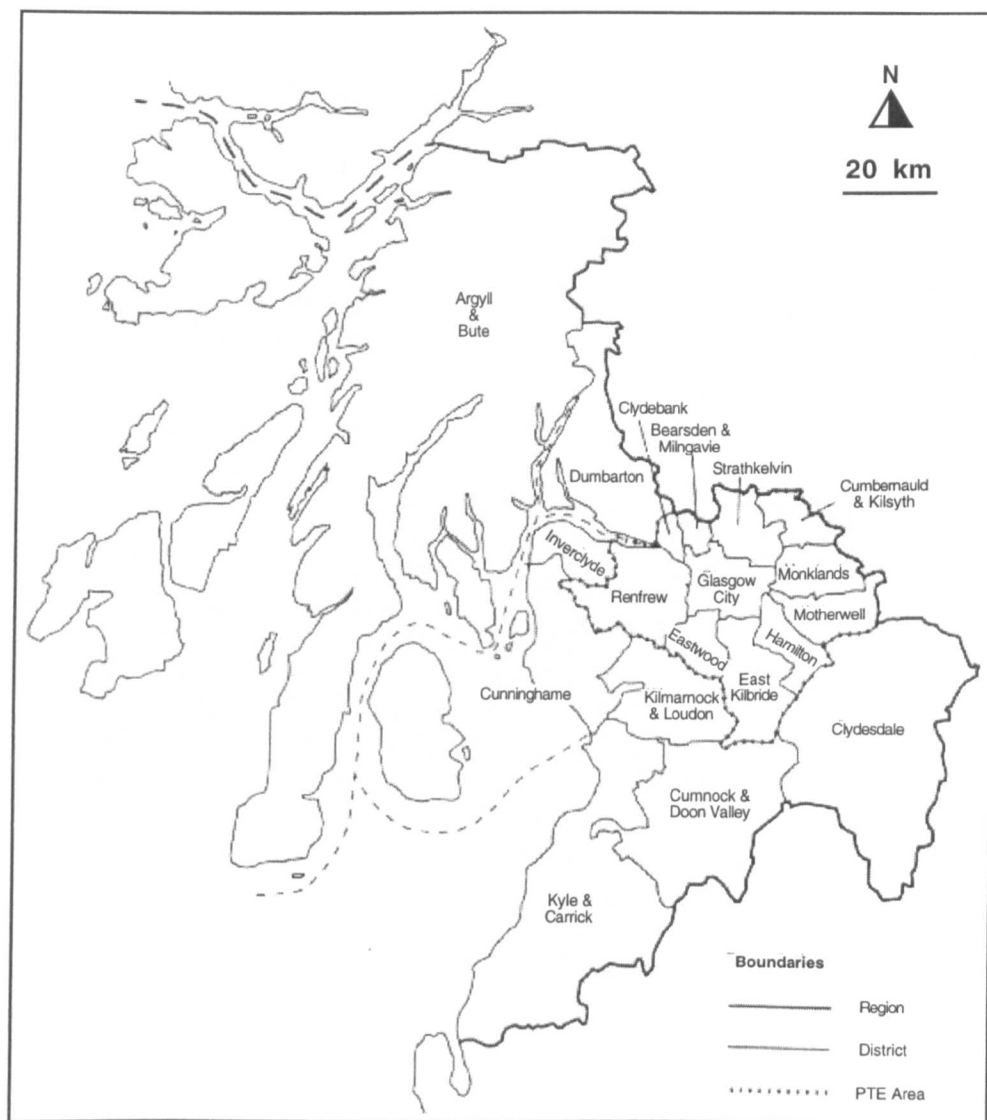 N
20 km
Argyll
&
Bute
Clydebank
Bearsden &
Milngavie
Strathkelvin
Cumbernauld
& Kilsyth
Dumbarton
Inverclyde
Renfrew
Glasgow
City
Monklands
Motherwell
Eastwood
Hamilton
East
Kilbride
Cunninghame
Kilmarnock
& Loudon
Clydesdale
Cumnock &
Doon Valley
Kyle &
Carrick
Boundaries
Region
District
PTE Area